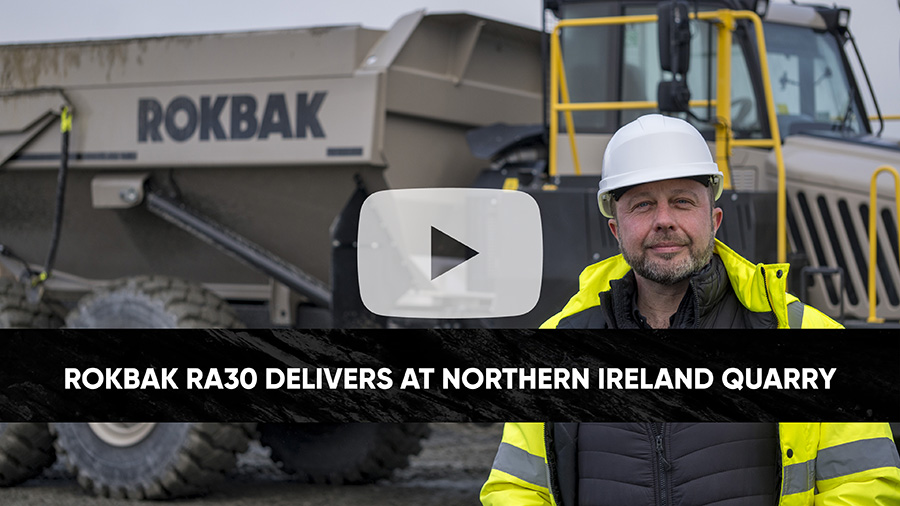 ROKBAK
ROKBAK RA30 DELIVERS AT NORTHERN IRELAND QUARRY